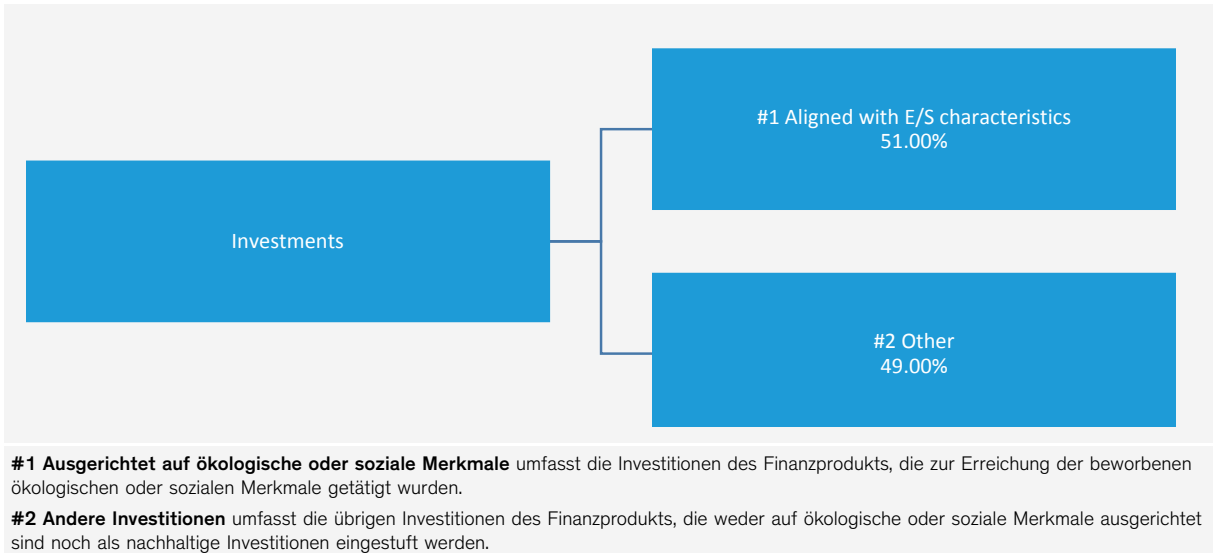 #1 Aligned with E/S characteristics
51.00%
Investments
#2 Other
49.00%
#1 Ausgerichtet auf ökologische oder soziale Merkmale umfasst die Investitionen des Finanzprodukts, die zur Erreichung der beworbenen
ökologischen oder sozialen Merkmale getätigt wurden.
#2 Andere Investitionen umfasst die übrigen Investitionen des Finanzprodukts, die weder auf ökologische oder soziale Merkmale ausgerichtet
sind noch als nachhaltige Investitionen eingestuft werden.